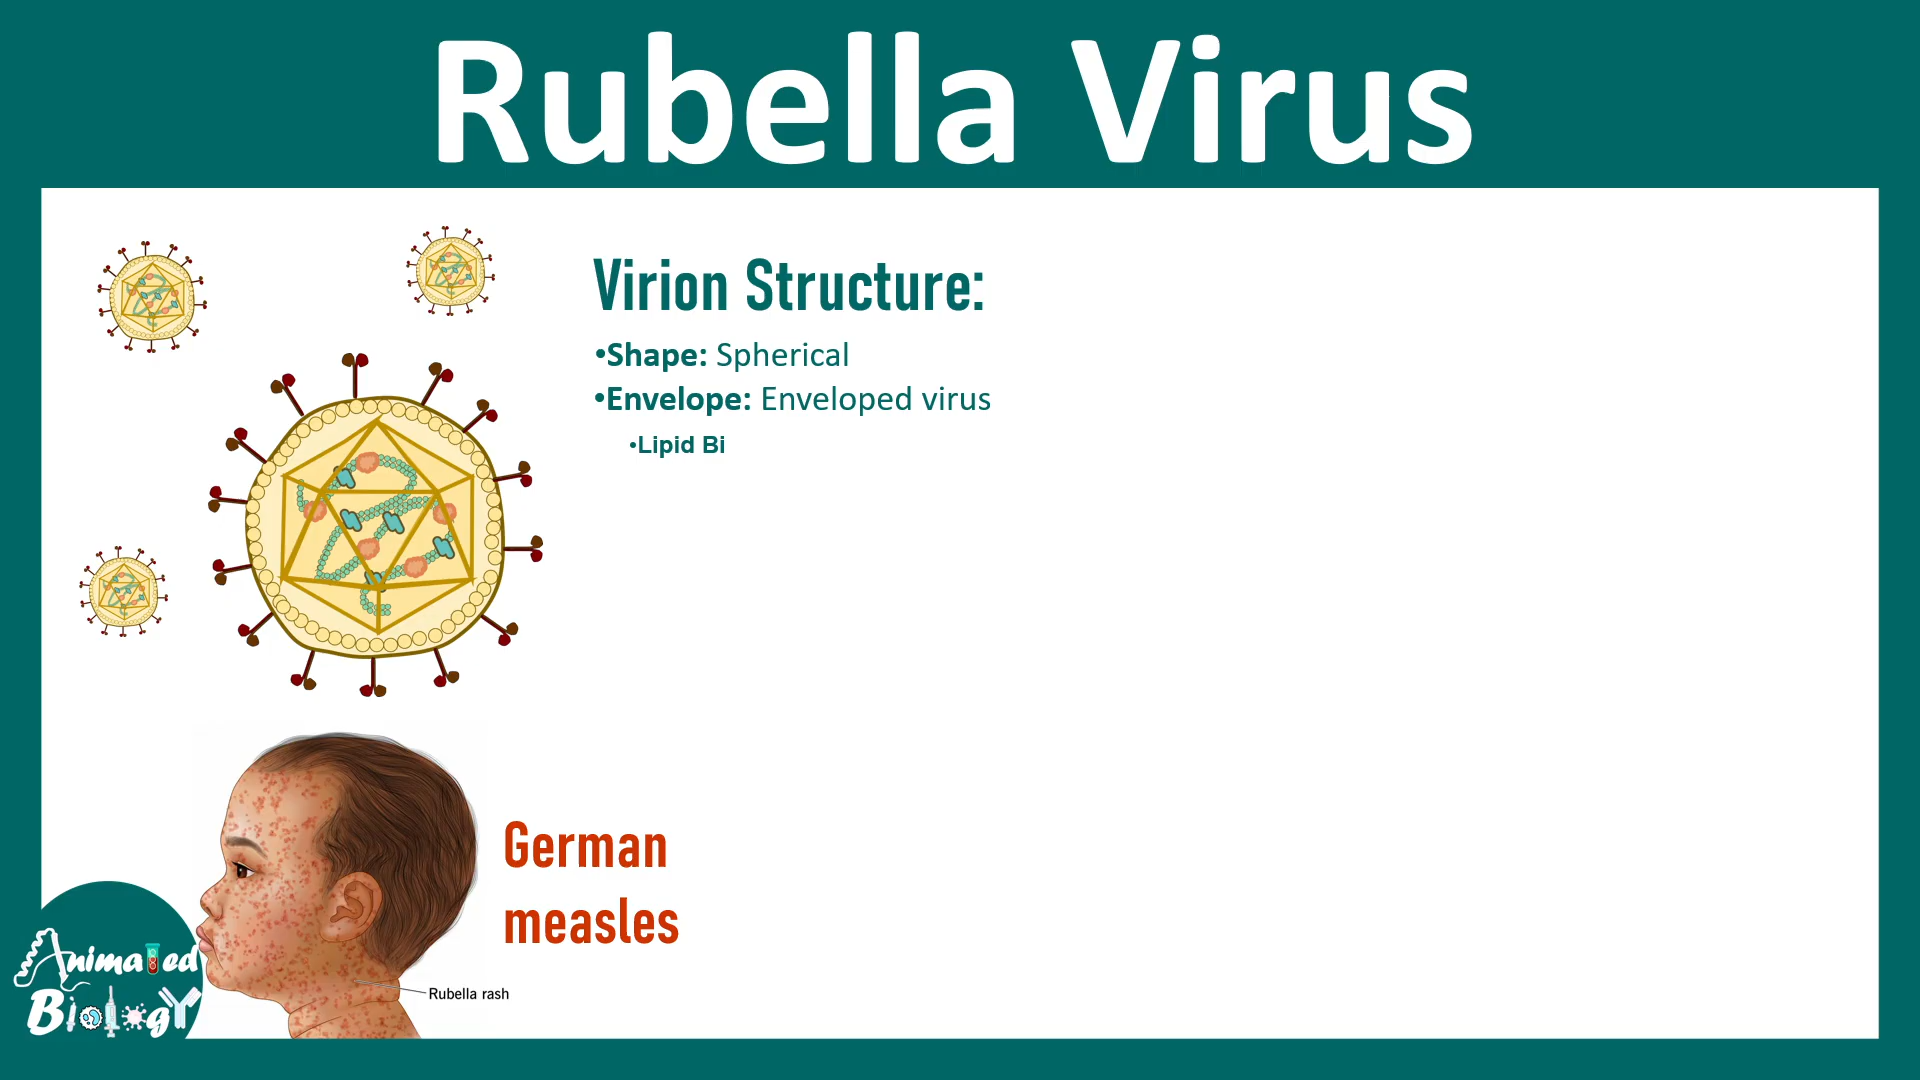 Rubella Virus
Virion Structure:
•Shape: Spherical
•Envelope: Enveloped virus
•Lipid Bi
German
measles
Rubella rash
Animated
Biology